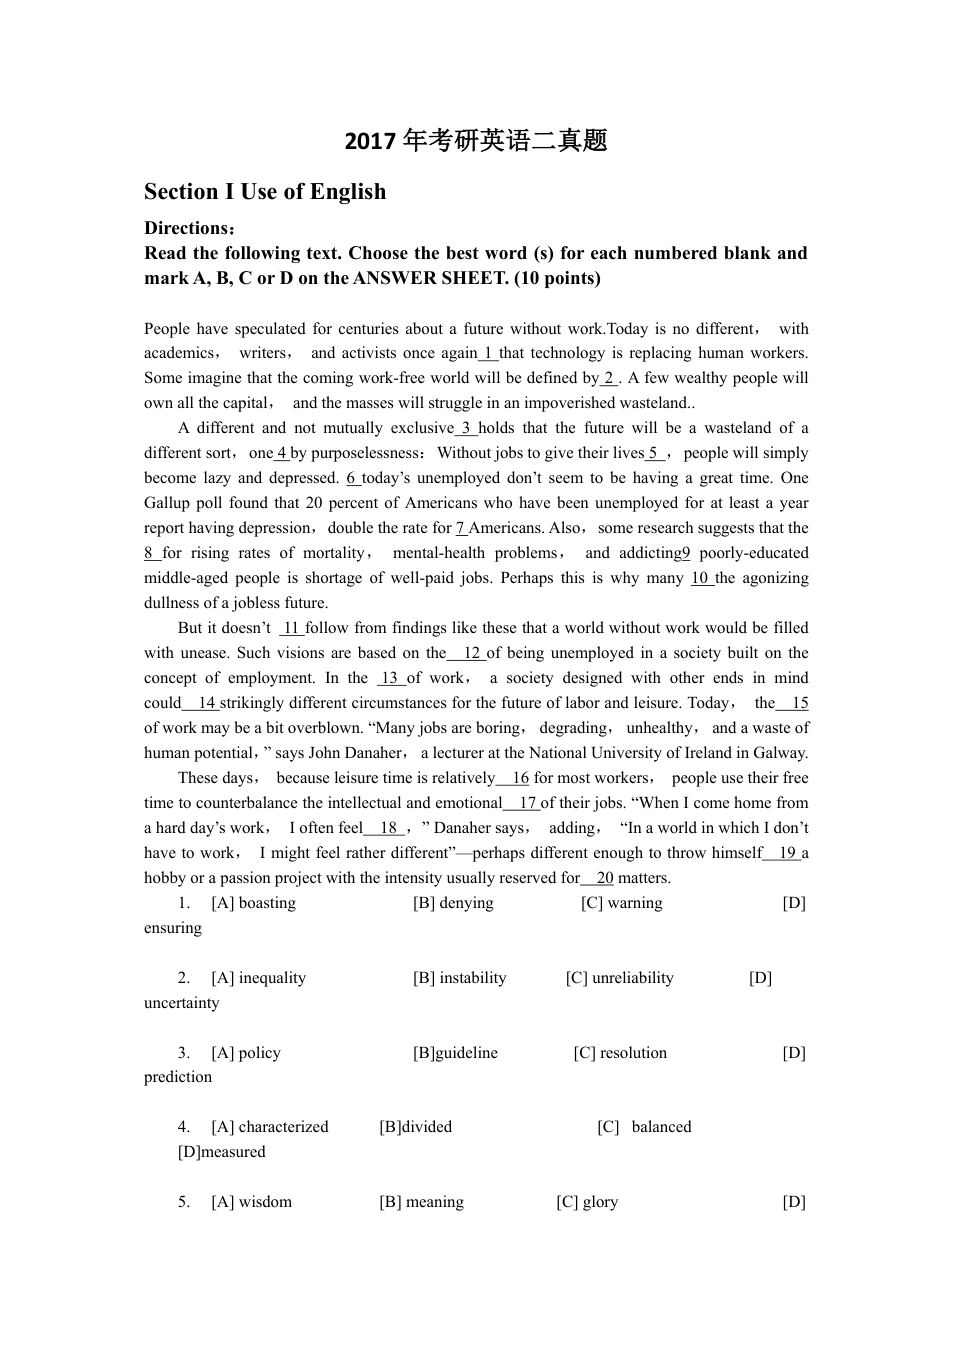 2017 年考研英语二真题
Section I Use of English
Directions：
Read the following text. Choose the best word (s) for each numbered blank and
mark A, B, C or D on the ANSWER SHEET. (10 points)
People have speculated for centuries about a future without work.Today is no different， with
academics， writers， and activists once again 1 that technology is replacing human workers.
Some imagine that the coming work-free world will be defined by 2 . A few wealthy people will
own all the capital， and the masses will struggle in an impoverished wasteland..
A different and not mutually exclusive 3 holds that the future will be a wasteland of a
different sort，one 4 by purposelessness：Without jobs to give their lives 5 ，people will simply
become lazy and depressed. 6 today’s unemployed don’t seem to be having a great time. One
Gallup poll found that 20 percent of Americans who have been unemployed for at least a year
report having depression，double the rate for 7 Americans. Also，some research suggests that the
8 for rising rates of mortality， mental-health problems， and addicting9 poorly-educated
middle-aged people is shortage of well-paid jobs. Perhaps this is why many 10 the agonizing
dullness of a jobless future.
But it doesn’t 11 follow from findings like these that a world without work would be filled
with unease. Such visions are based on the 12 of being unemployed in a society built on the
concept of employment. In the 13 of work， a society designed with other ends in mind
could 14 strikingly different circumstances for the future of labor and leisure. Today， the 15
of work may be a bit overblown. “Many jobs are boring， degrading， unhealthy， and a waste of
human potential，” says John Danaher， a lecturer at the National University of Ireland in Galway.
These days， because leisure time is relatively 16 for most workers， people use their free
time to counterbalance the intellectual and emotional 17 of their jobs. “When I come home from
a hard day’s work， I often feel 18 ，” Danaher says， adding， “In a world in which I don’t
have to work， I might feel rather different”—perhaps different enough to throw himself 19 a
hobby or a passion project with the intensity usually reserved for 20 matters.
1. [A] boasting [B] denying [C] warning [D]
ensuring
2. [A] inequality [B] instability [C] unreliability [D]
uncertainty
3. [A] policy [B]guideline [C] resolution [D]
prediction
4. [A] characterized [B]divided [C] balanced
[D]measured
5. [A] wisdom [B] meaning [C] glory [D]